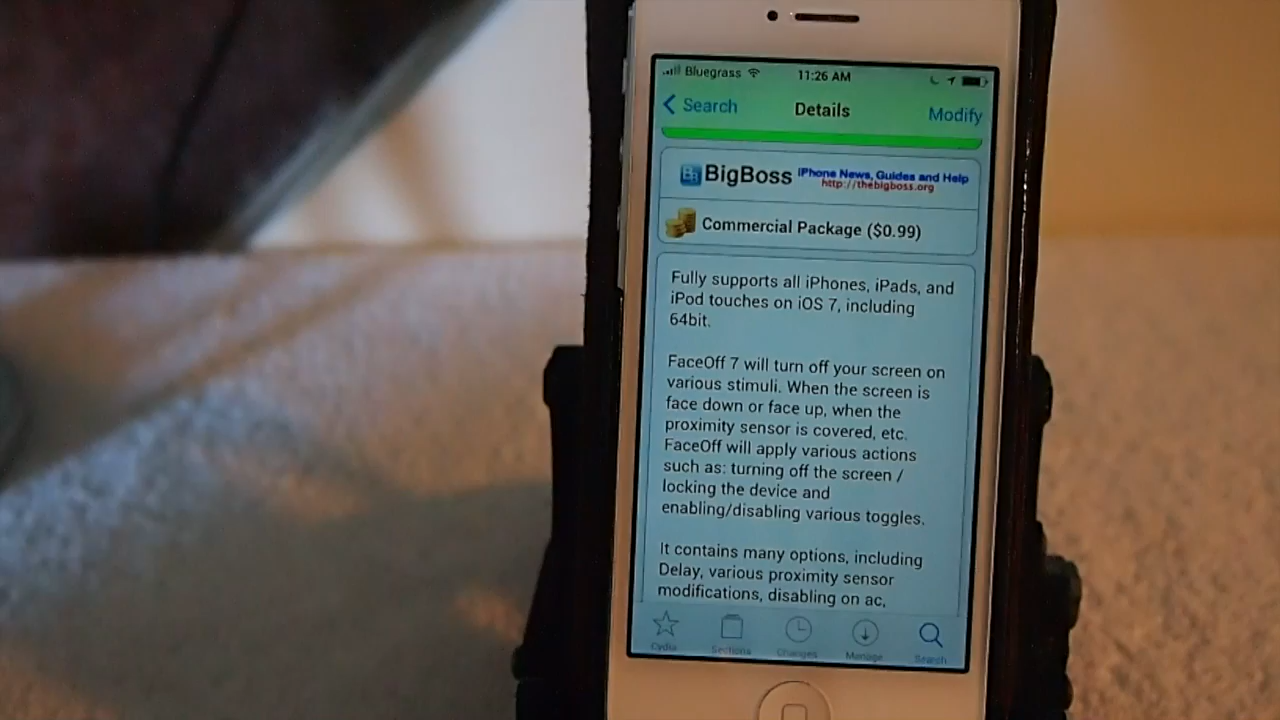 Bluegrass 11:26 AM
Search Details Modify
BigBoss iPhone News, Guides and Help
http://thebigboss.org
Commercial Package ($0.99)
Fully supports all iPhones, iPads, and
iPod touches on iOS 7, including
64bit.
FaceOff 7 will turn off your screen on
various stimuli. When the screen is
face down or face up, when the
proximity sensor is covered, etc.
FaceOff will apply various actions
such as: turning off the screen /
locking the device and
enabling/disabling various toggles.
It contains many options, including
Delay, various proximity sensor
modifications, disabling on ac,
Cydia Sections Changes Manage Search